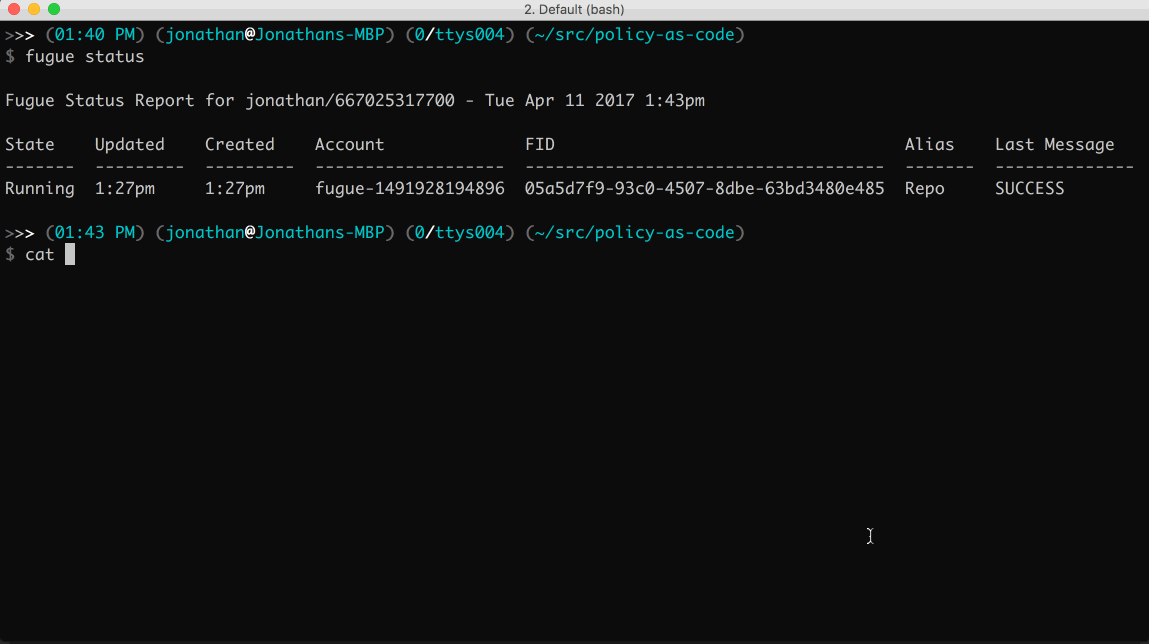 2. Default (bash)
>>> (01:40 PM) (jonathan@Jonathans-MBP) (0/ttys004) (~/src/policy-as-code)
$ fugue status
Fugue Status Report for jonathan/667025317700 - Tue Apr 11 2017 1:43pm
State Updated Created Account FID Alias Last Message
------- --------- --------- ------------------- ------------------------------------ ------- --------------
Running 1:27pm 1:27pm fugue-1491928194896 05a5d7f9-93c0-4507-8dbe-63bd3480e485 Repo SUCCESS
>>> (01:43 PM) (jonathan@Jonathans-MBP) (0/ttys004) (~/src/policy-as-code)
$ cat